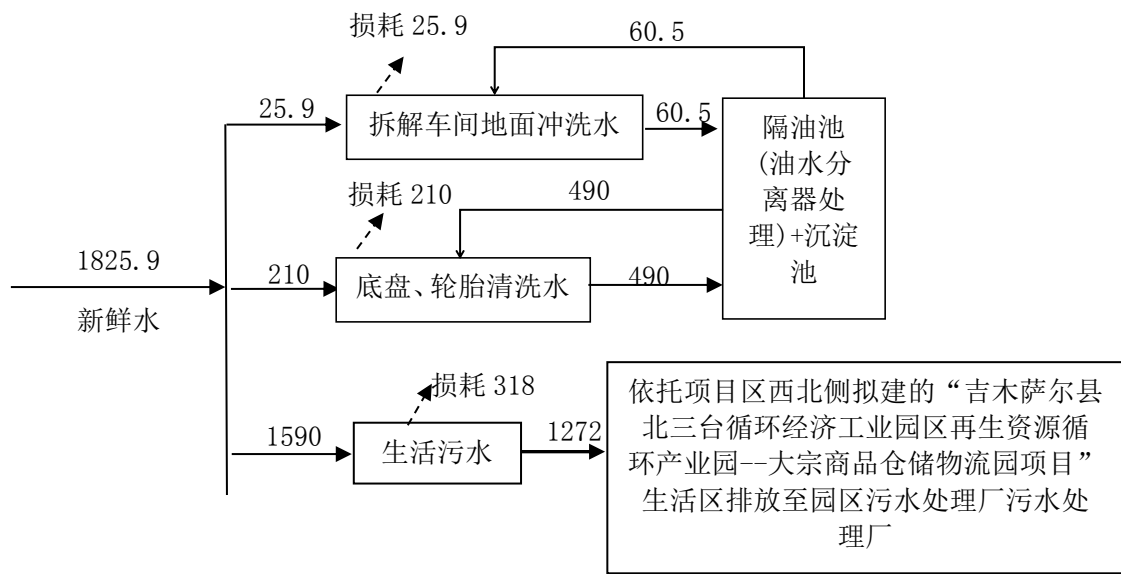 损耗 25.9
60.5
25.9
拆解车间地面冲洗水
60.5
隔油池
(油水分
离器处
理)+沉淀
池
损耗 210
490
1825.9
新鲜水
210
底盘、轮胎清洗水
490
损耗 318
1590
生活污水
1272
依托项目区西北侧拟建的“吉木萨尔县
北三台循环经济工业园区再生资源循
环产业园--大宗商品仓储物流园项目”
生活区排放至园区污水处理厂污水处
理厂